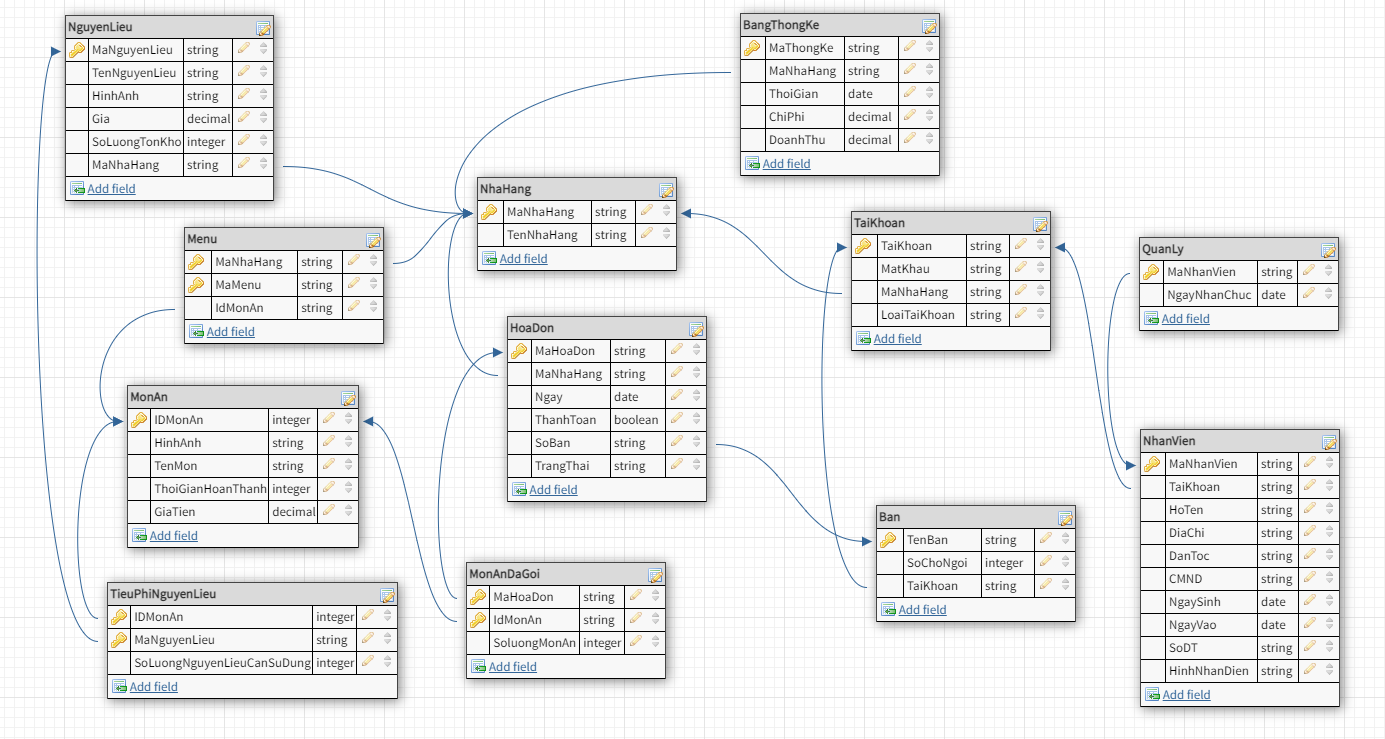 NguyenLieu
MaNguyenLieu string
TenNguyenLieu string
HinhAnh string
Gia decimal
SoLuongTonKho integer
MaNhaHang string
Add field
BangThongKe
MaThongKe string
MaNhaHang string
ThoiGian date
ChiPhi decimal
DoanhThu decimal
Add field
NhaHang
MaNhaHang string
TenNhaHang string
Add field
Menu
MaNhaHang string
MaMenu string
IdMonAn string
Add field
TaiKhoan
TaiKhoan string
MatKhau string
MaNhaHang string
LoaiTaiKhoan string
Add field
QuanLy
MaNhanVien string
NgayNhanChuc date
Add field
HoaDon
MaHoaDon string
MaNhaHang string
Ngay date
ThanhToan boolean
SoBan string
TrangThai string
Add field
MonAn
IDMonAn integer
HinhAnh string
TenMon string
ThoiGianHoanThanh integer
GiaTien decimal
Add field
NhanVien
MaNhanVien string
TaiKhoan string
HoTen string
DiaChi string
DanToc string
CMND string
NgaySinh date
NgayVao date
SoDT string
HinhNhanDien string
Add field
Ban
TenBan string
SoChoNgoi integer
TaiKhoan string
Add field
MonAnDaGoi
MaHoaDon string
IdMonAn string
SoluongMonAn integer
Add field
TieuPhiNguyenLieu
IDMonAn integer
MaNguyenLieu string
SoLuongNguyenLieuCanSuDung integer
Add field